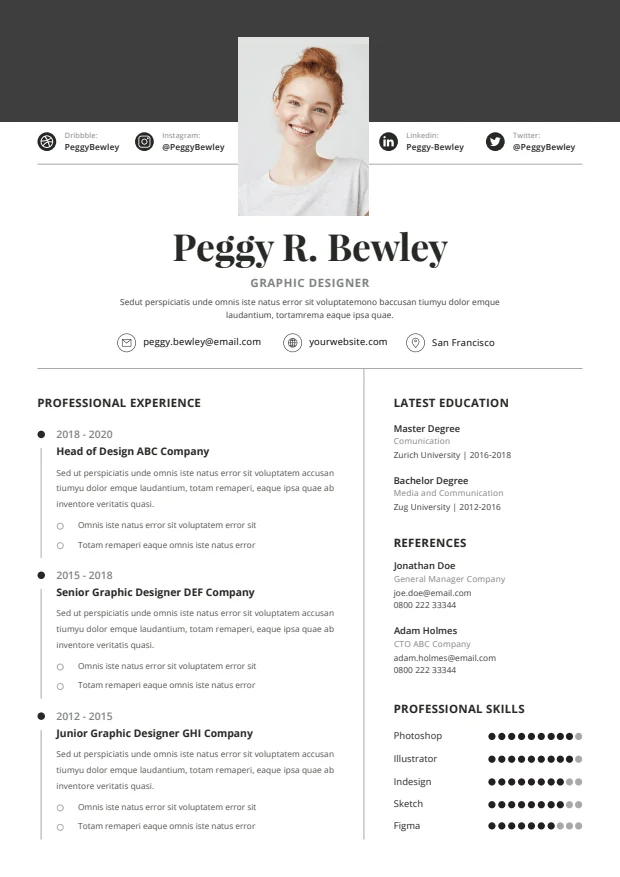 Dribbble:
PeggyBewley
Instagram:
@PeggyBewley
Linkedin:
Peggy-Bewley
Twitter:
@PeggyBewley
Peggy R. Bewley
GRAPHIC DESIGNER
Sedut perspiciatis unde omnis iste natus error sit voluptatemono baccusan tiumyu dolor emque
laudantium, tortamrema eaque ipsa quae.
peggy.bewley@email.com
yourwebsite.com
San Francisco
PROFESSIONAL EXPERIENCE
2018 - 2020
Head of Design ABC Company
Sed ut perspiciatis unde omnis iste natus error sit voluptatem accusan
tiumyu dolor emque laudantium, totam remaperi, eaque ipsa quae ab
inventore veritatis quasi.
Omnis iste natus error sit voluptatem error sit
Totam remaperi eaque omnis iste natus error
2015 - 2018
Senior Graphic Designer DEF Company
Sed ut perspiciatis unde omnis iste natus error sit voluptatem accusan
tiumyu dolor emque laudantium, totam remaperi, eaque ipsa quae ab
inventore veritatis quasi.
Omnis iste natus error sit voluptatem error sit
Totam remaperi eaque omnis iste natus error
2012 - 2015
Junior Graphic Designer GHI Company
Sed ut perspiciatis unde omnis iste natus error sit voluptatem accusan
tiumyu dolor emque laudantium, totam remaperi, eaque ipsa quae ab
inventore veritatis quasi.
Omnis iste natus error sit voluptatem error sit
Totam remaperi eaque omnis iste natus error
LATEST EDUCATION
Master Degree
Comunication
Zurich University | 2016-2018
Bachelor Degree
Media and Communication
Zug University | 2012-2016
REFERENCES
Jonathan Doe
General Manager Company
joe.doe@email.com
0800 222 33344
Adam Holmes
CTO ABC Company
adam.holmes@email.com
0800 222 33344
PROFESSIONAL SKILLS
Photoshop
Illustrator
Indesign
Sketch
Figma